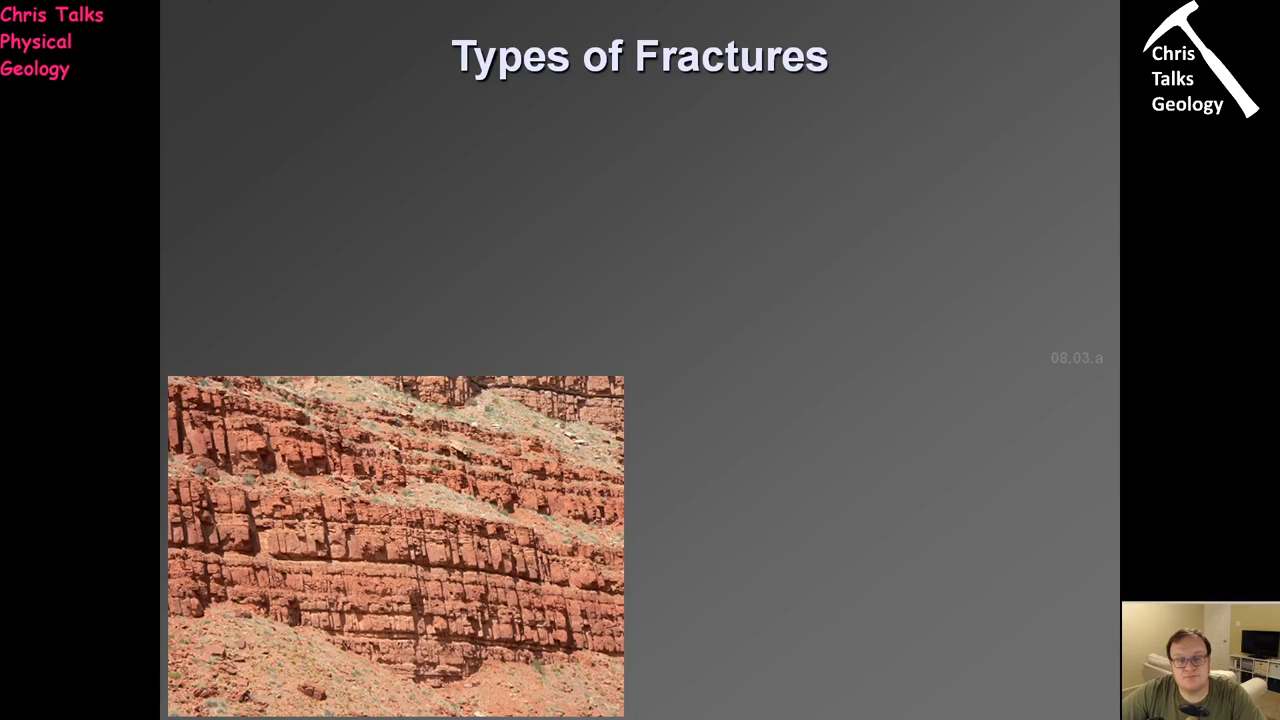 Chris Talks
Physical
Geology
Types of Fractures
Chris
Talks
Geology
08.03.a